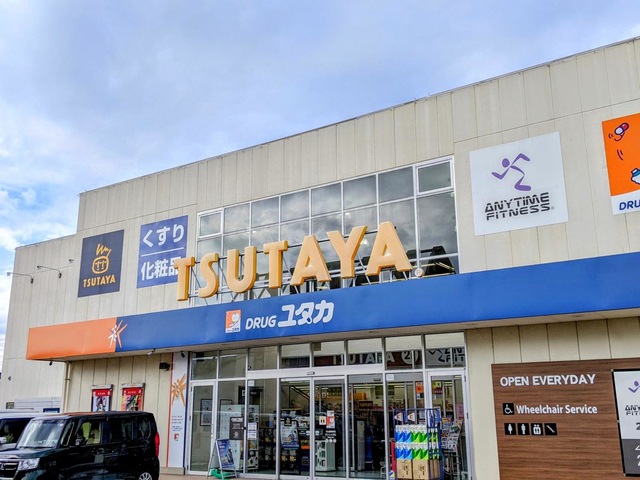 TSUTAYA
くすり
化粧品
TSUTAYA
ANYTIME
FITNESS
DRUG ユタカ
OPEN EVERYDAY
Wheelchair Service